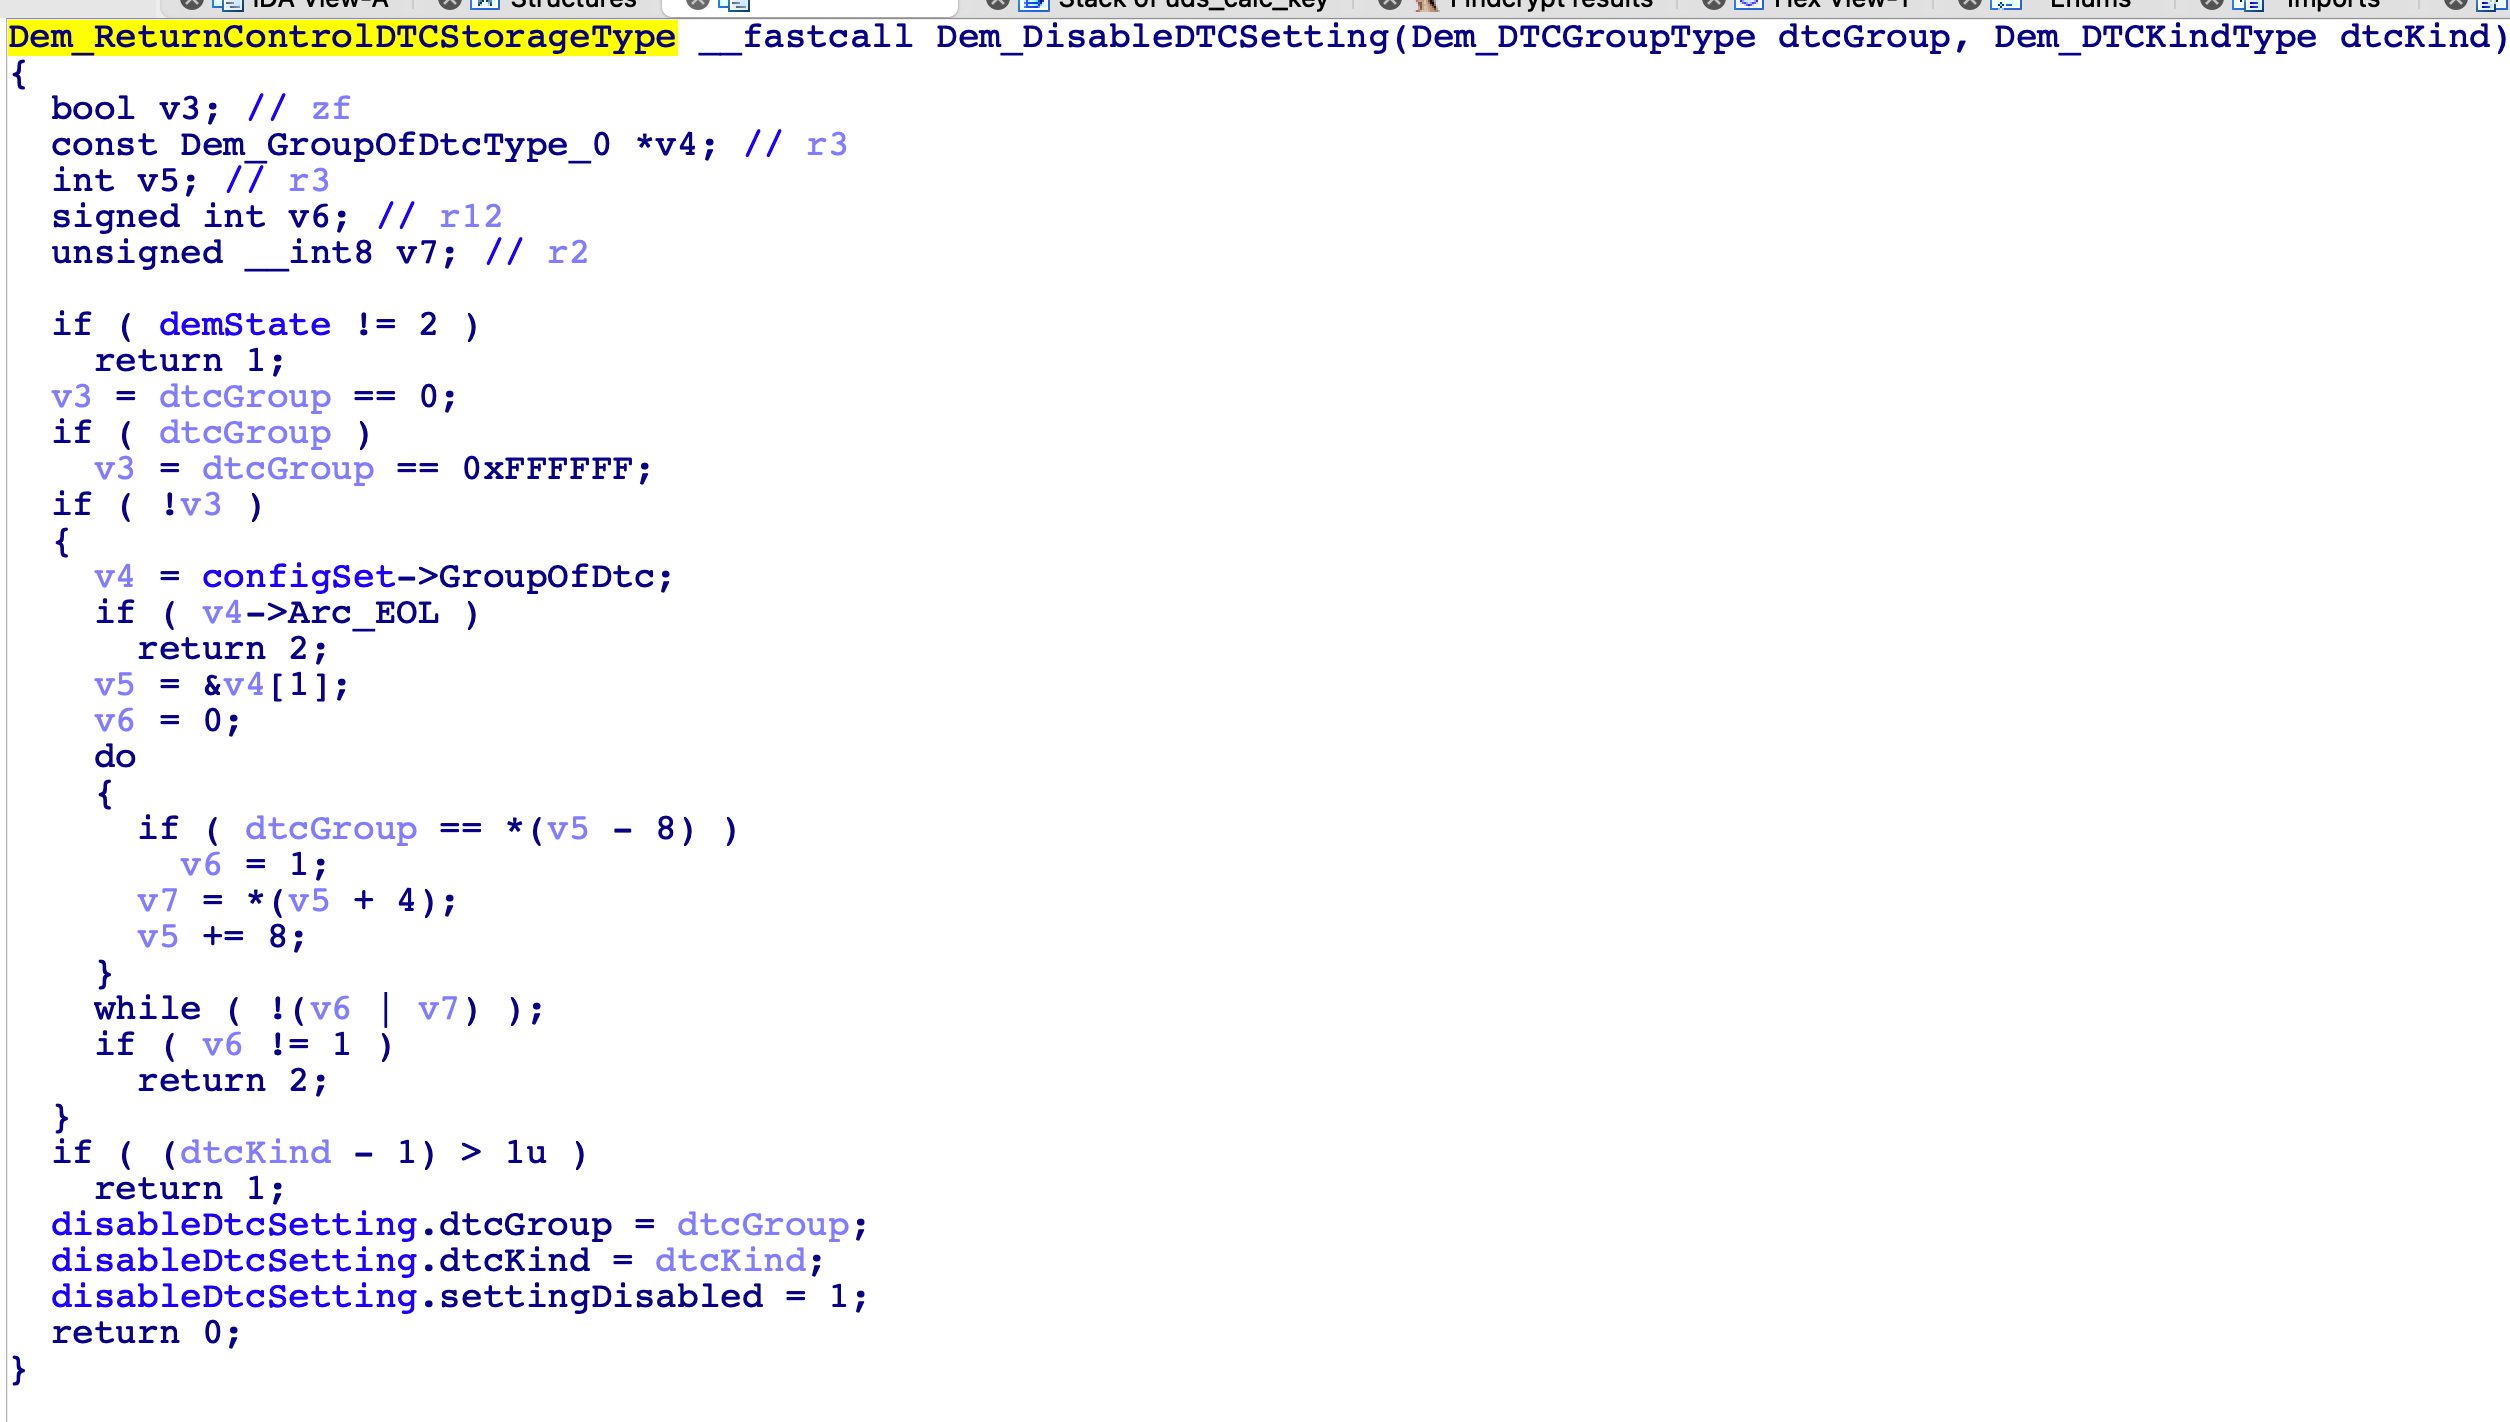 IDA View-A Structures Stack of uds_calc_key Findcrypt results Hex View-1 Enums Imports
Dem_ReturnControlDTCStorageType __fastcall Dem_DisableDTCSetting(Dem_DTCGroupType dtcGroup, Dem_DTCKindType dtcKind)
{
bool v3; // zf
const Dem_GroupOfDtcType_0 *v4; // r3
int v5; // r3
signed int v6; // r12
unsigned __int8 v7; // r2
if ( demState != 2 )
return 1;
v3 = dtcGroup == 0;
if ( dtcGroup )
v3 = dtcGroup == 0xFFFFFF;
if ( !v3 )
{
v4 = configSet->GroupOfDtc;
if ( v4->Arc_EOL )
return 2;
v5 = &v4[1];
v6 = 0;
do
{
if ( dtcGroup == *(v5 - 8) )
v6 = 1;
v7 = *(v5 + 4);
v5 += 8;
}
while ( !(v6 | v7) );
if ( v6 != 1 )
return 2;
}
if ( (dtcKind - 1) > 1u )
return 1;
disableDtcSetting.dtcGroup = dtcGroup;
disableDtcSetting.dtcKind = dtcKind;
disableDtcSetting.settingDisabled = 1;
return 0;
}